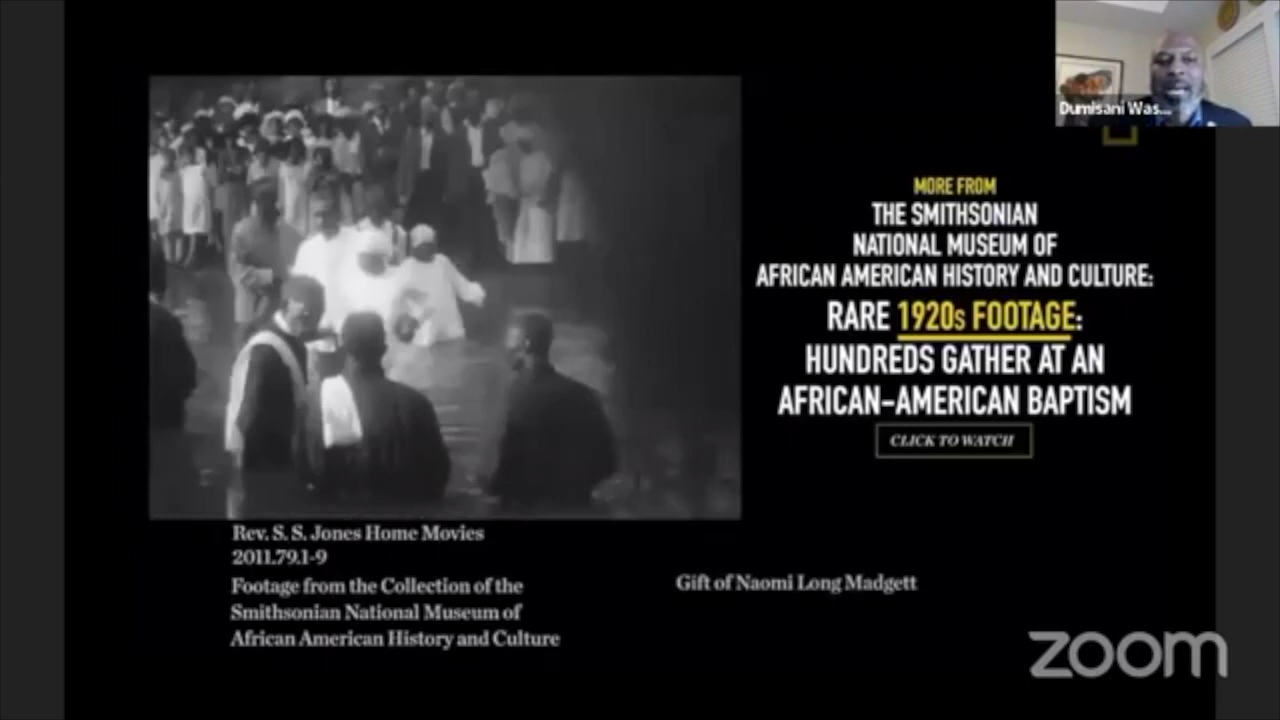 Dumisani Was...
MORE FROM
THE SMITHSONIAN
NATIONAL MUSEUM OF
AFRICAN AMERICAN HISTORY AND CULTURE:
RARE 1920s FOOTAGE:
HUNDREDS GATHER AT AN
AFRICAN-AMERICAN BAPTISM
CLICK TO WATCH
Rev. S. S. Jones Home Movies
2011.79.1-9
Footage from the Collection of the
Smithsonian National Museum of
African American History and Culture
Gift of Naomi Long Madgett
zoom